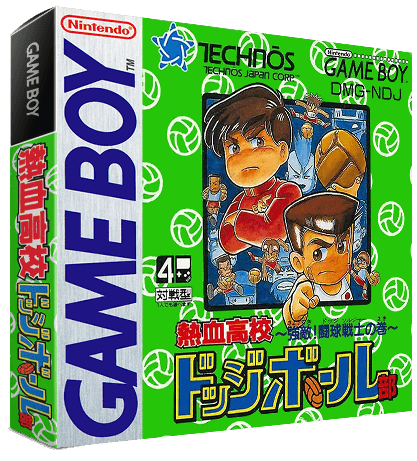 GAME BOY
熱血高校
ドッジボール部
Nintendo
GAME BOY
TM
TECHNŌS
TECHNOS JAPAN CORP.
Nintendo
GAME BOY
DMG-NDJ
4
対戦型
熱血高校
~強敵!闘球戦士の巻~
ドッジボール部